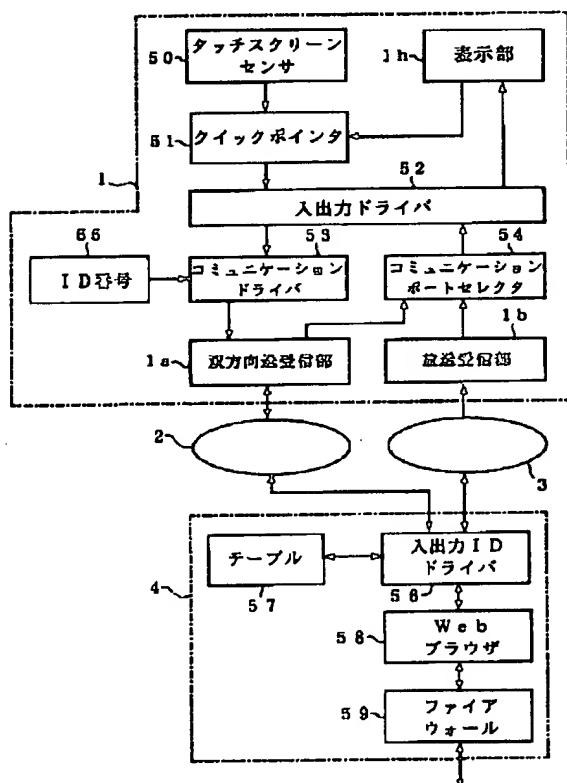 50
タッチスクリーン
センサ
1h
表示部
51
クイックポインタ
52
1
入出力ドライバ
53
54
65
ID番号
コミュニケーション
ドライバ
コミュニケーション
ポートセレクタ
1b
1a
双方向送受信部
放送受信部
2
3
4
テーブル
57
入出力ID
ドライバ
56
58
Web
ブラウザ
59
ファイア
ウォール